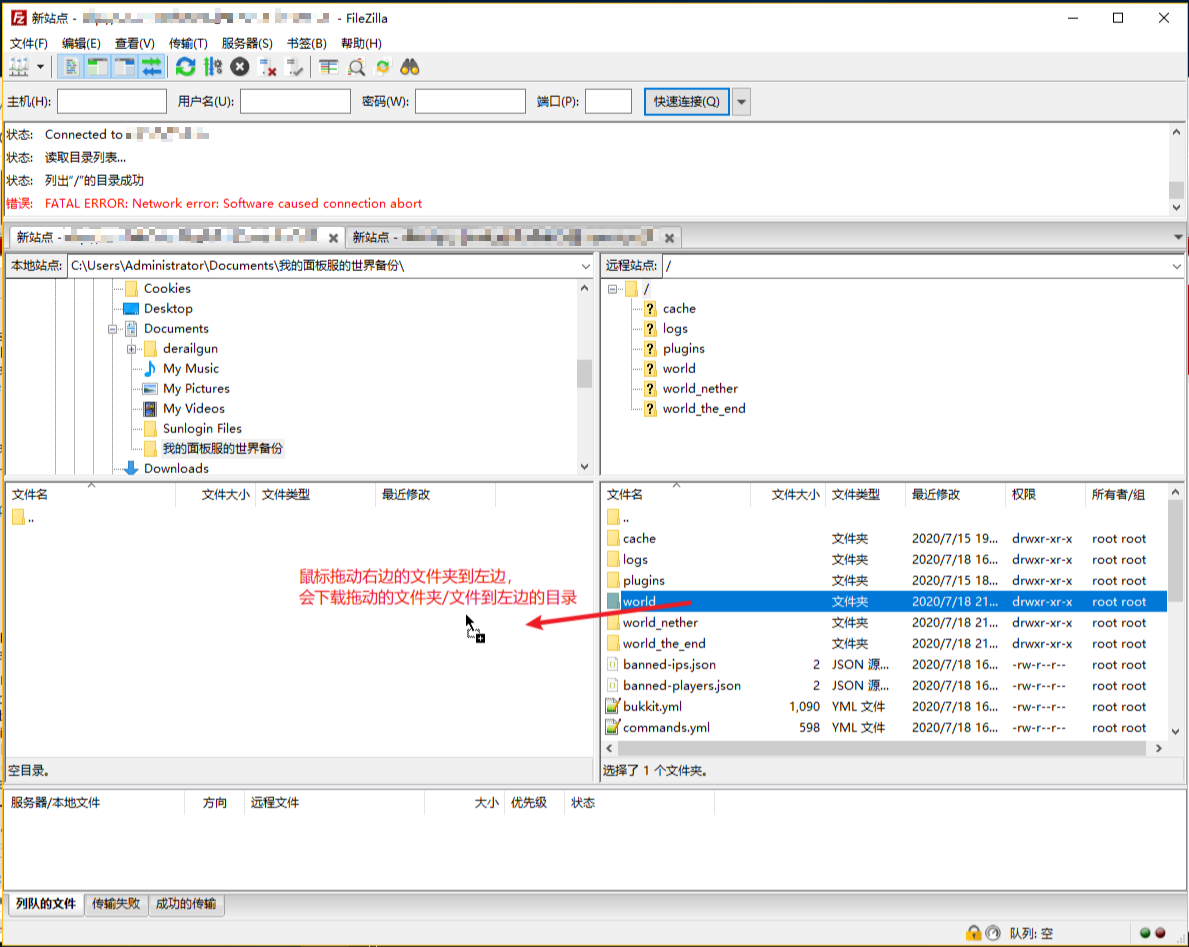 新站点 - - FileZilla
文件(F) 编辑(E) 查看(V) 传输(T) 服务器(S) 书签(B) 帮助(H)
主机(H): 用户名(U): 密码(W): 端口(P): 快速连接(Q)
状态: Connected to
状态: 读取目录列表...
状态: 列出"/"的目录成功
错误: FATAL ERROR: Network error: Software caused connection abort
新站点 - 新站点 -
本地站点: C:\Users\Administrator\Documents\我的面板服的世界备份\
Cookies
Desktop
Documents
derailgun
My Music
My Pictures
My Videos
Sunlogin Files
我的面板服的世界备份
Downloads
远程站点: /
/
cache
logs
plugins
world
world_nether
world_the_end
文件名 文件大小 文件类型 最近修改
..
鼠标拖动右边的文件夹到左边，
会下载拖动的文件夹/文件到左边的目录
空目录。
文件名 文件大小 文件类型 最近修改 权限 所有者/组
..
cache 文件夹 2020/7/15 19... drwxr-xr-x root root
logs 文件夹 2020/7/18 16... drwxr-xr-x root root
plugins 文件夹 2020/7/15 18... drwxr-xr-x root root
world 文件夹 2020/7/18 21... drwxr-xr-x root root
world_nether 文件夹 2020/7/18 21... drwxr-xr-x root root
world_the_end 文件夹 2020/7/18 21... drwxr-xr-x root root
banned-ips.json 2 JSON 源... 2020/7/18 16... -rw-r--r-- root root
banned-players.json 2 JSON 源... 2020/7/18 16... -rw-r--r-- root root
bukkit.yml 1,090 YML 文件 2020/7/18 16... -rw-r--r-- root root
commands.yml 598 YML 文件 2020/7/18 16... -rw-r--r-- root root
选择了 1 个文件夹。
服务器/本地文件 方向 远程文件 大小 优先级 状态
列队的文件 传输失败 成功的传输
队列: 空